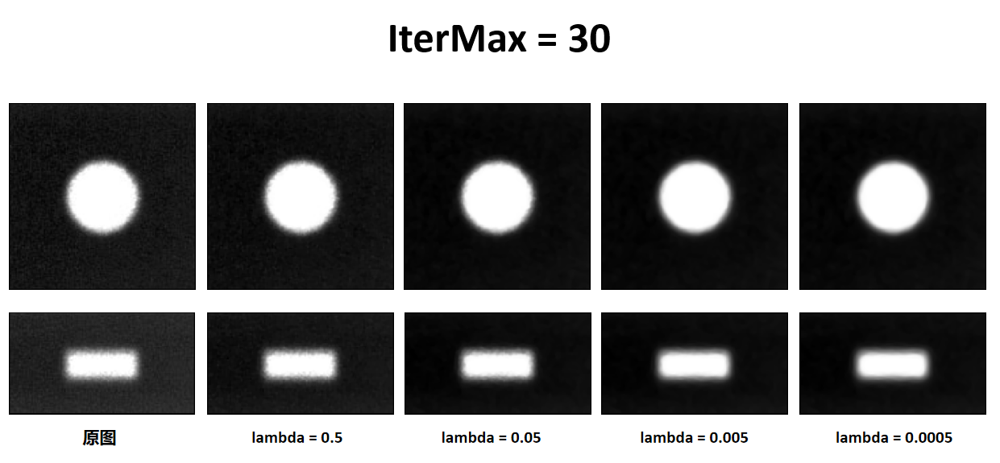 IterMax = 30
原图
lambda = 0.5
lambda = 0.05
lambda = 0.005
lambda = 0.0005